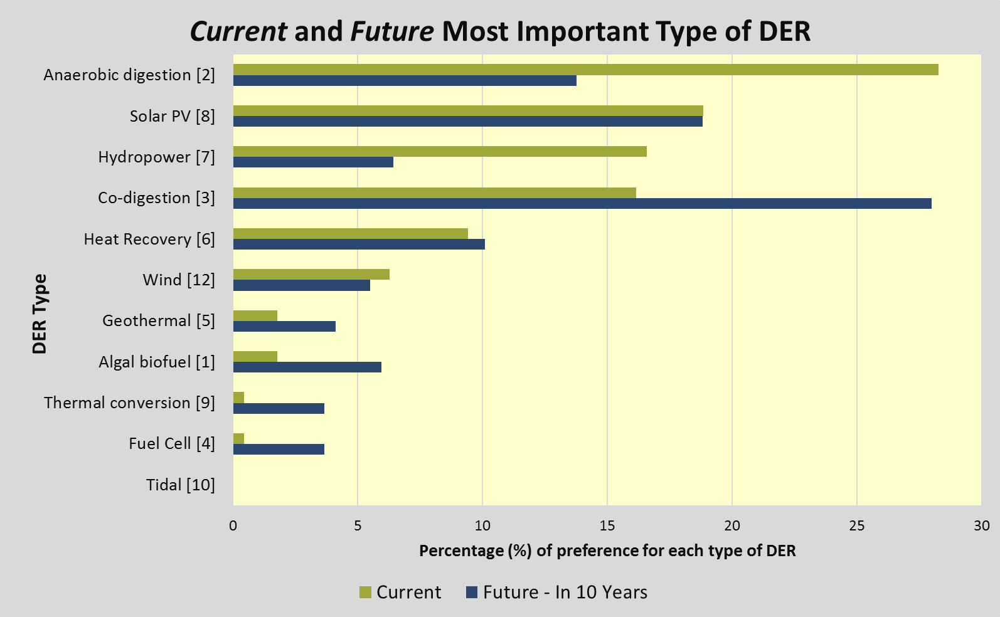 Current and Future Most Important Type of DER
Anaerobic digestion [2]
Solar PV [8]
Hydropower [7]
Co-digestion [3]
Heat Recovery [6]
Wind [12]
Geothermal [5]
Algal biofuel [1]
Thermal conversion [9]
Fuel Cell [4]
Tidal [10]
DER Type
0 5 10 15 20 25 30
Percentage (%) of preference for each type of DER
Current Future - In 10 Years